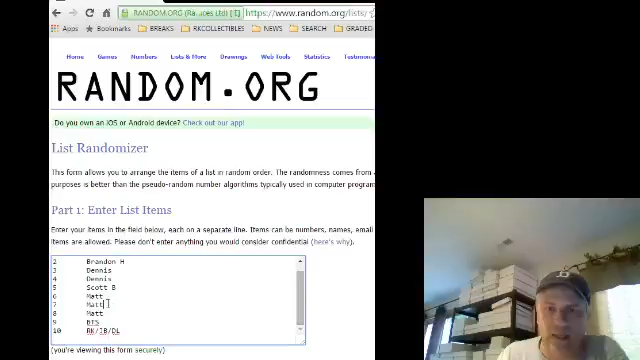 RANDOM.ORG
https://www.random.org/lists/
Apps Bookmarks BREAKS RKCOLLECTIBLES NEWS SEARCH GRADED
Home Games Numbers Lists & More Drawings Web Tools Statistics Testimonia
RANDOM.ORG
Do you own an iOS or Android device? Check out our app!
List Randomizer
This form allows you to arrange the items of a list in random order. The randomness comes from
purposes is better than the pseudo-random number algorithms typically used in computer program
Part 1: Enter List Items
Enter your items in the field below, each on a separate line. Items can be numbers, names, email
items are allowed. Please don't enter anything you would consider confidential (here's why).
2 Brandon H
3 Dennis
4 Dennis
5 Scott B
6 Matt
7 Matt
8 Matt
9 BTS
10 RK/JB/DL
(you're viewing this form securely)